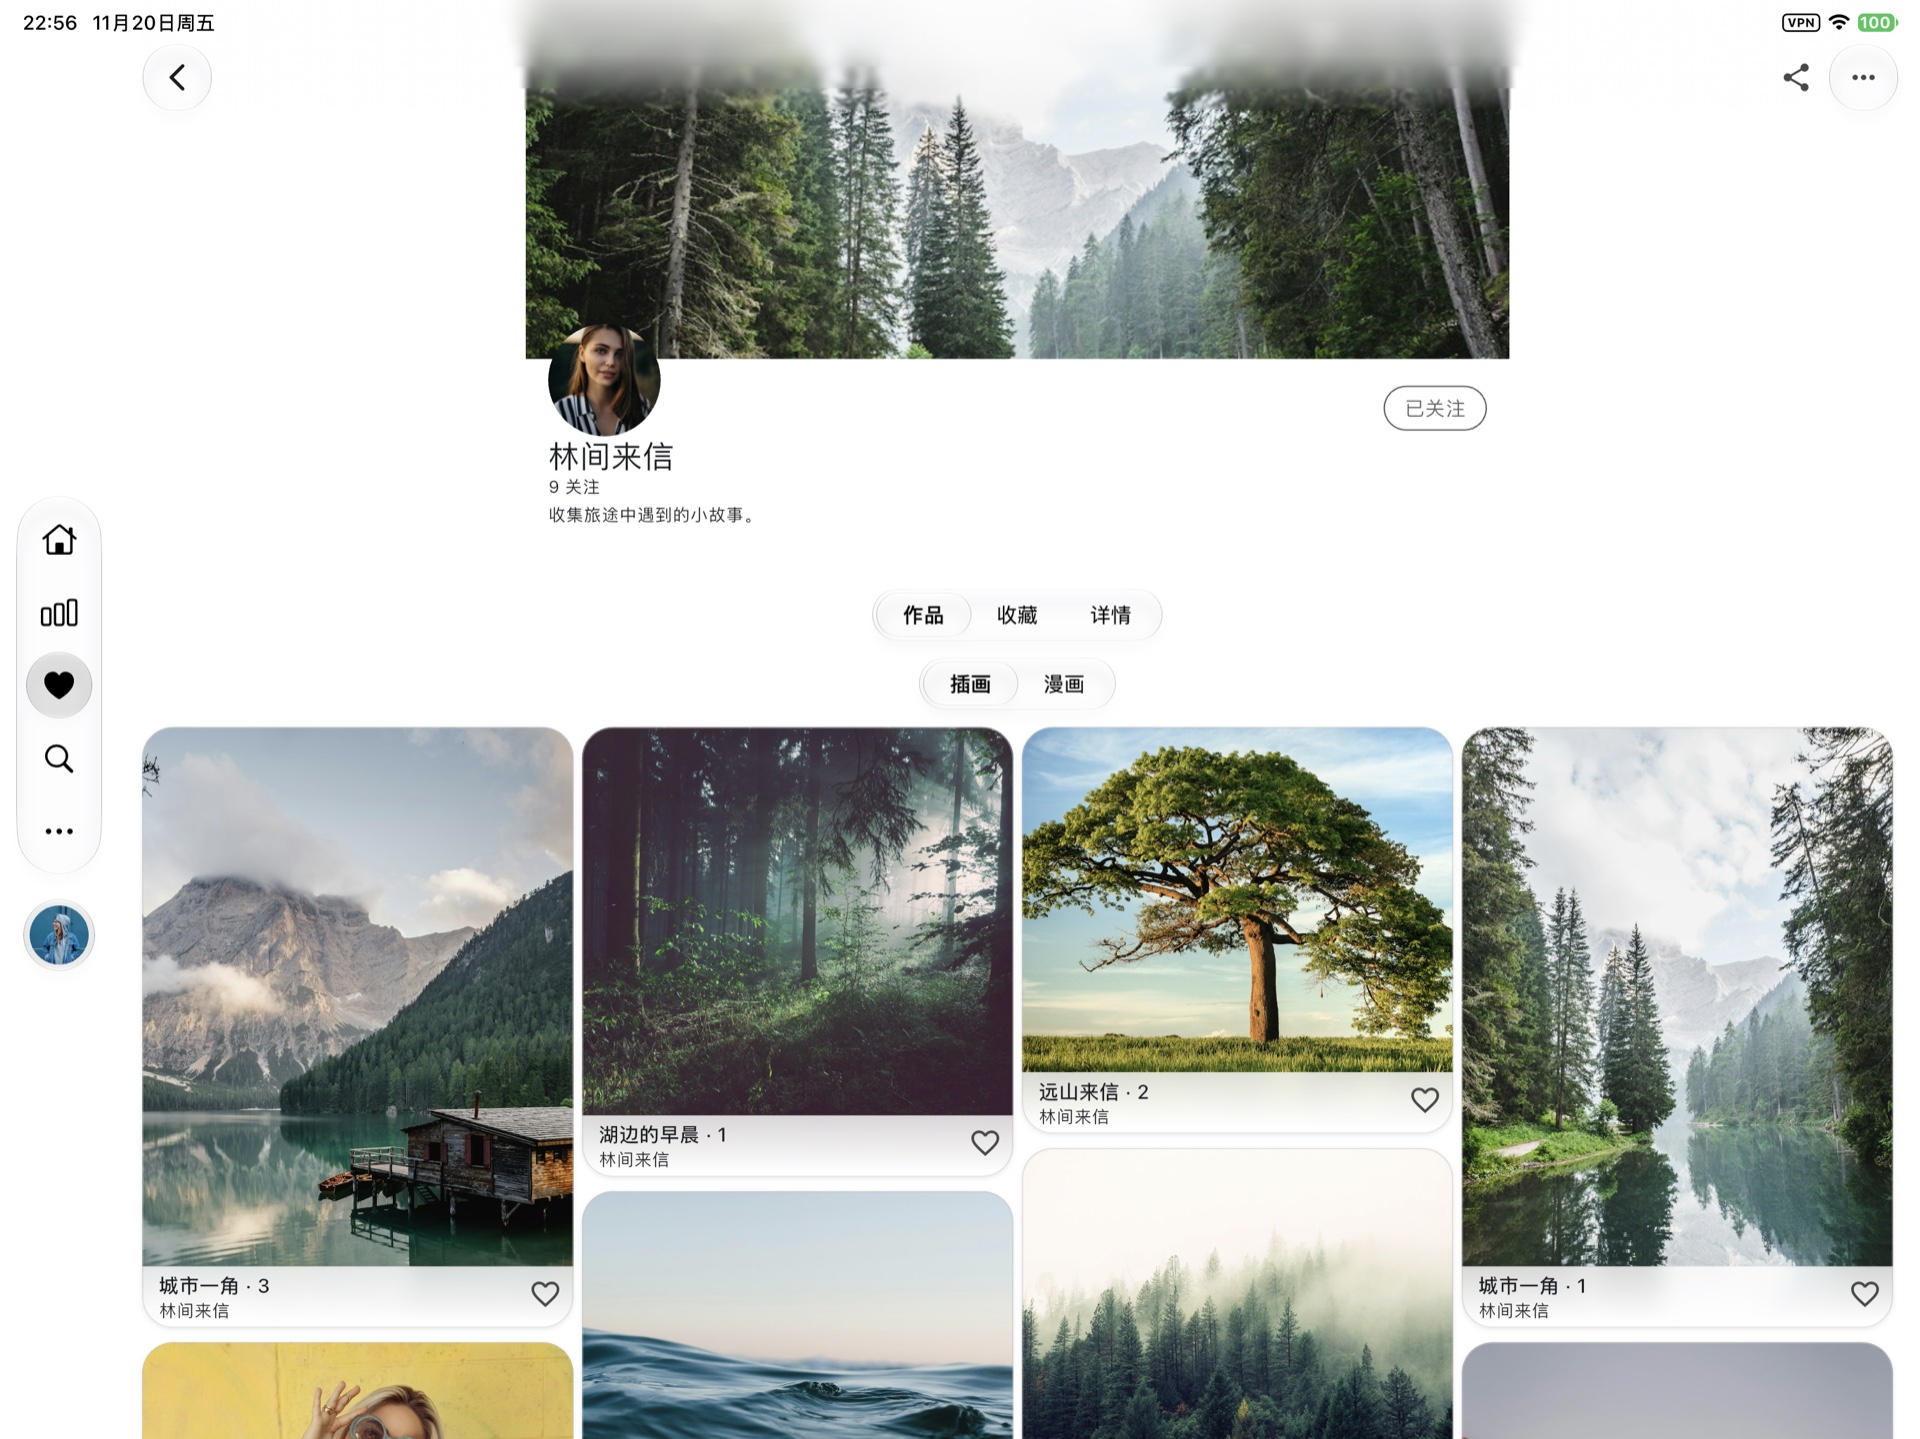 22:56 11月20日周五
VPN 100
已关注
林间来信
9 关注
收集旅途中遇到的小故事。
作品 收藏 详情
插画 漫画
城市一角 · 3
林间来信
湖边的早晨 · 1
林间来信
远山来信 · 2
林间来信
城市一角 · 1
林间来信